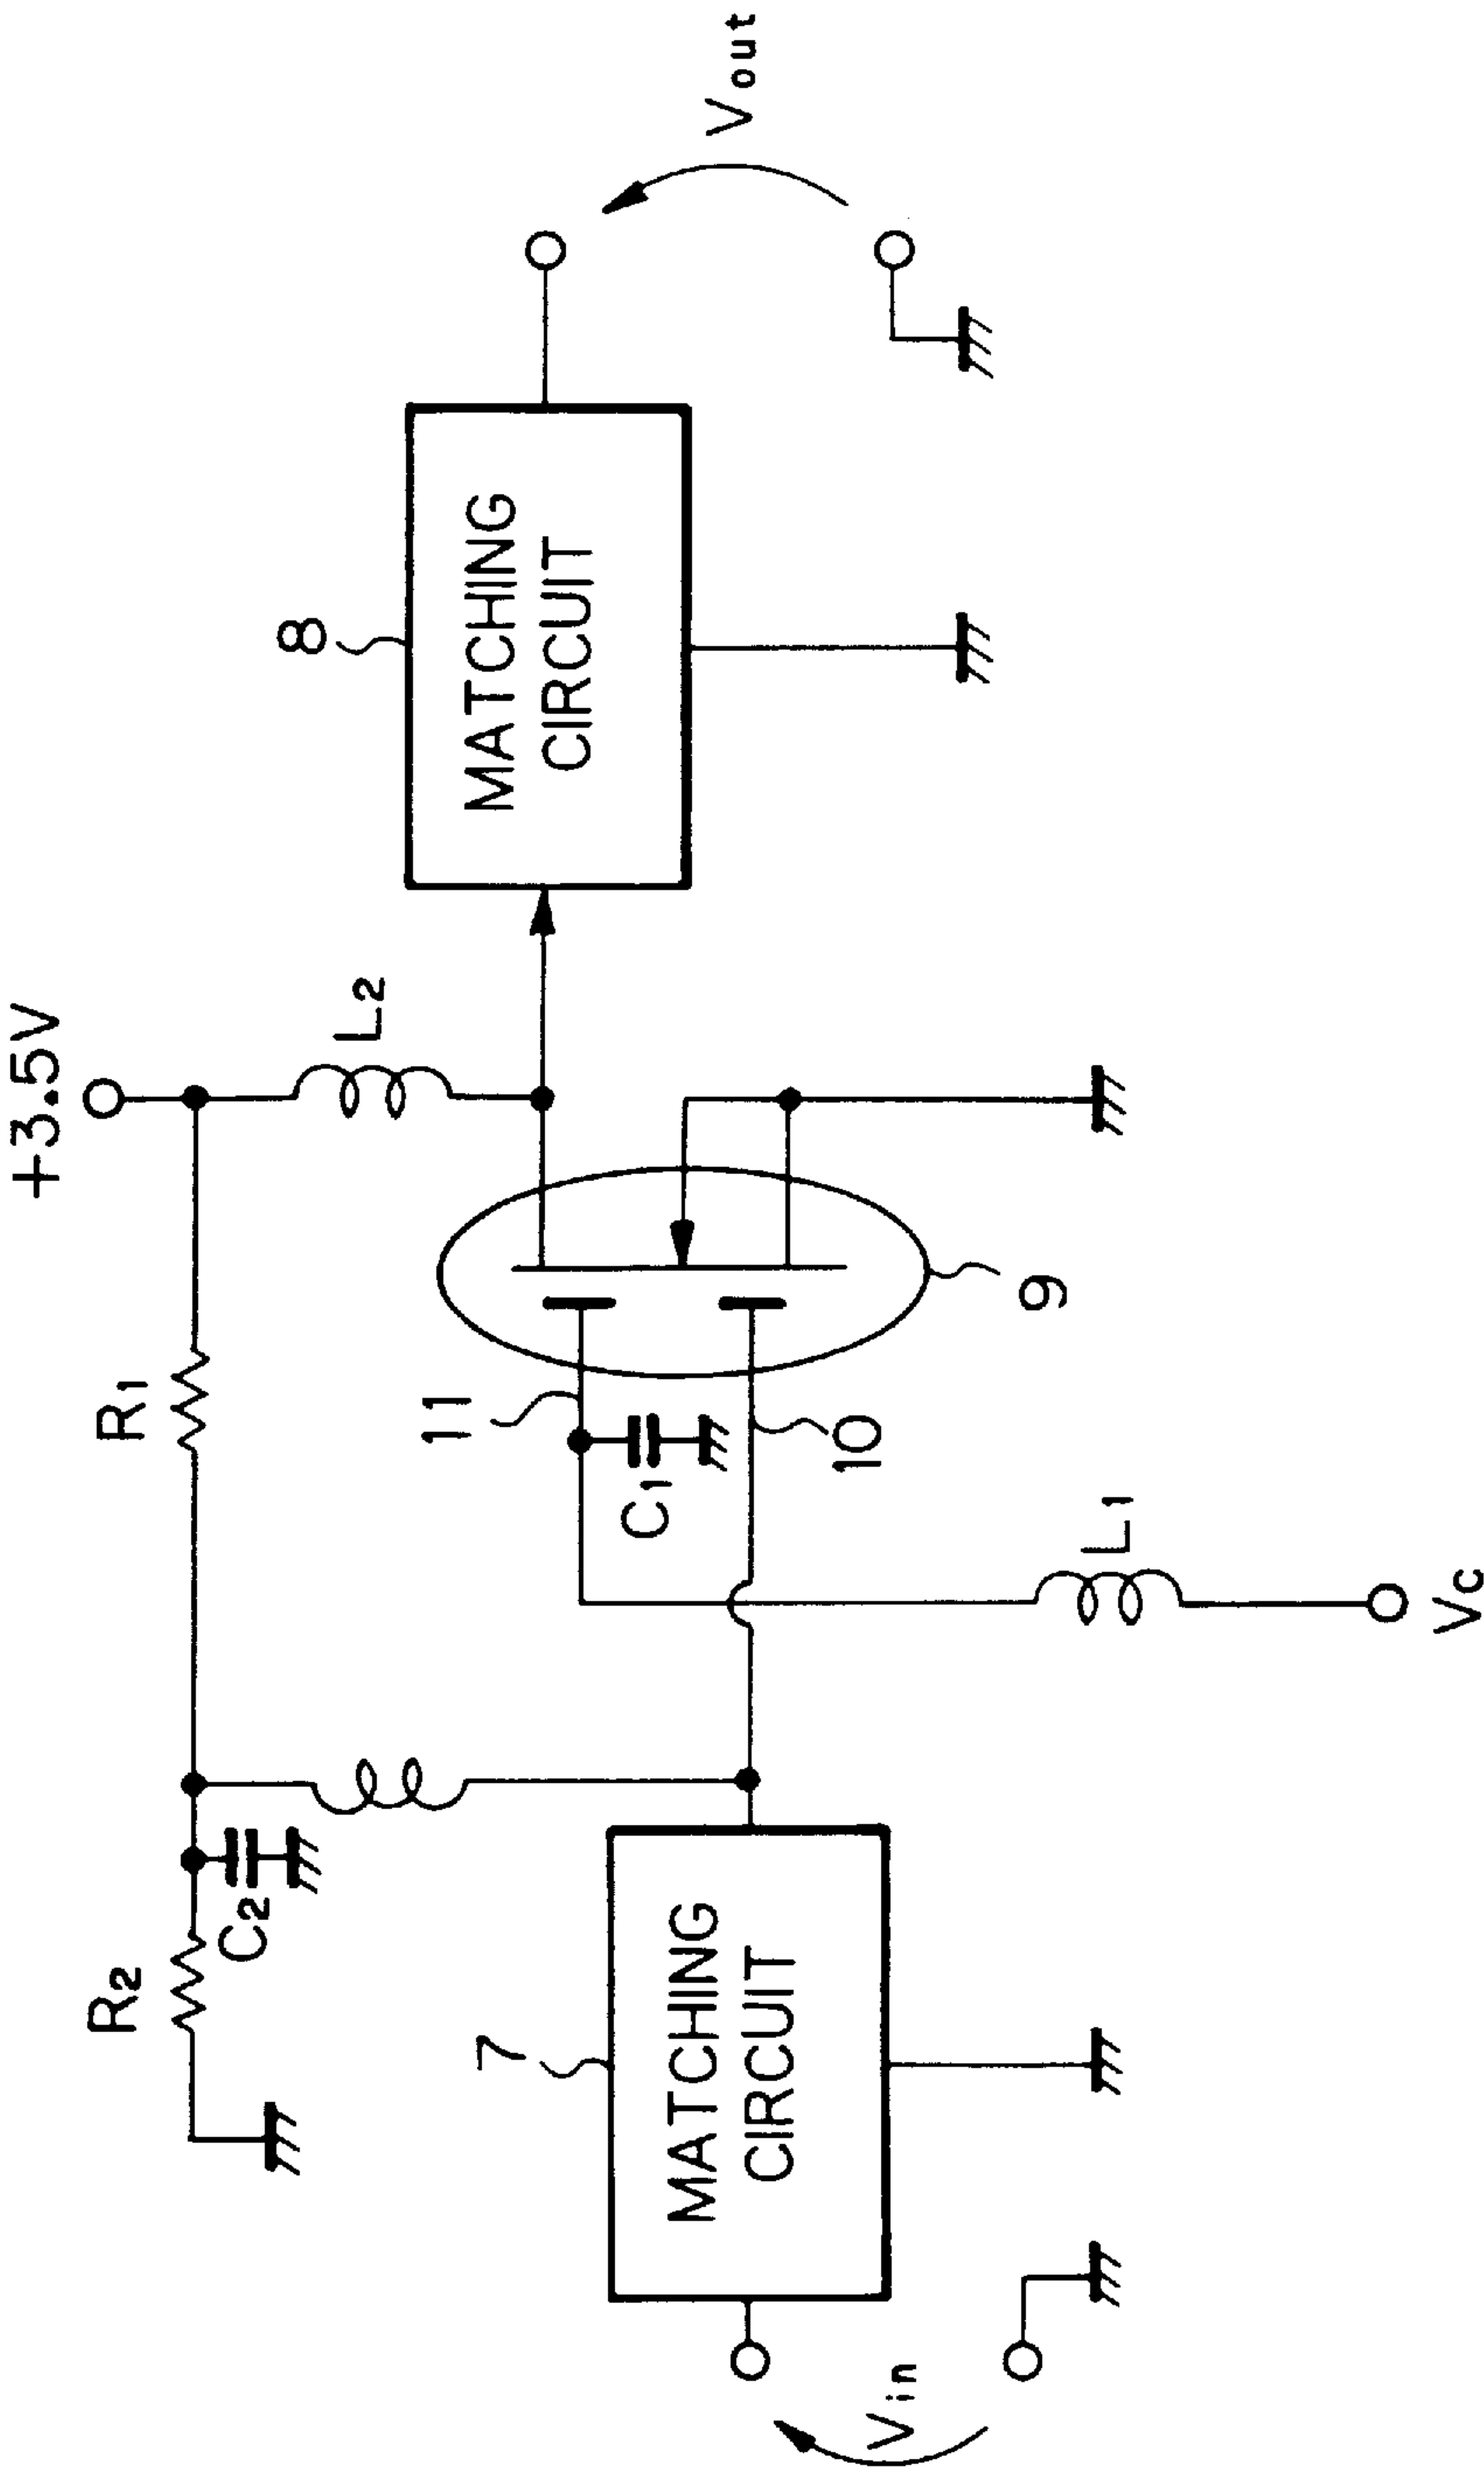 +3.5V
R₂
R₁
C₂
L₂
8
MATCHING
CIRCUIT
Vout
11
C₁
7
MATCHING
CIRCUIT
10
9
Vin
L₁
Vc